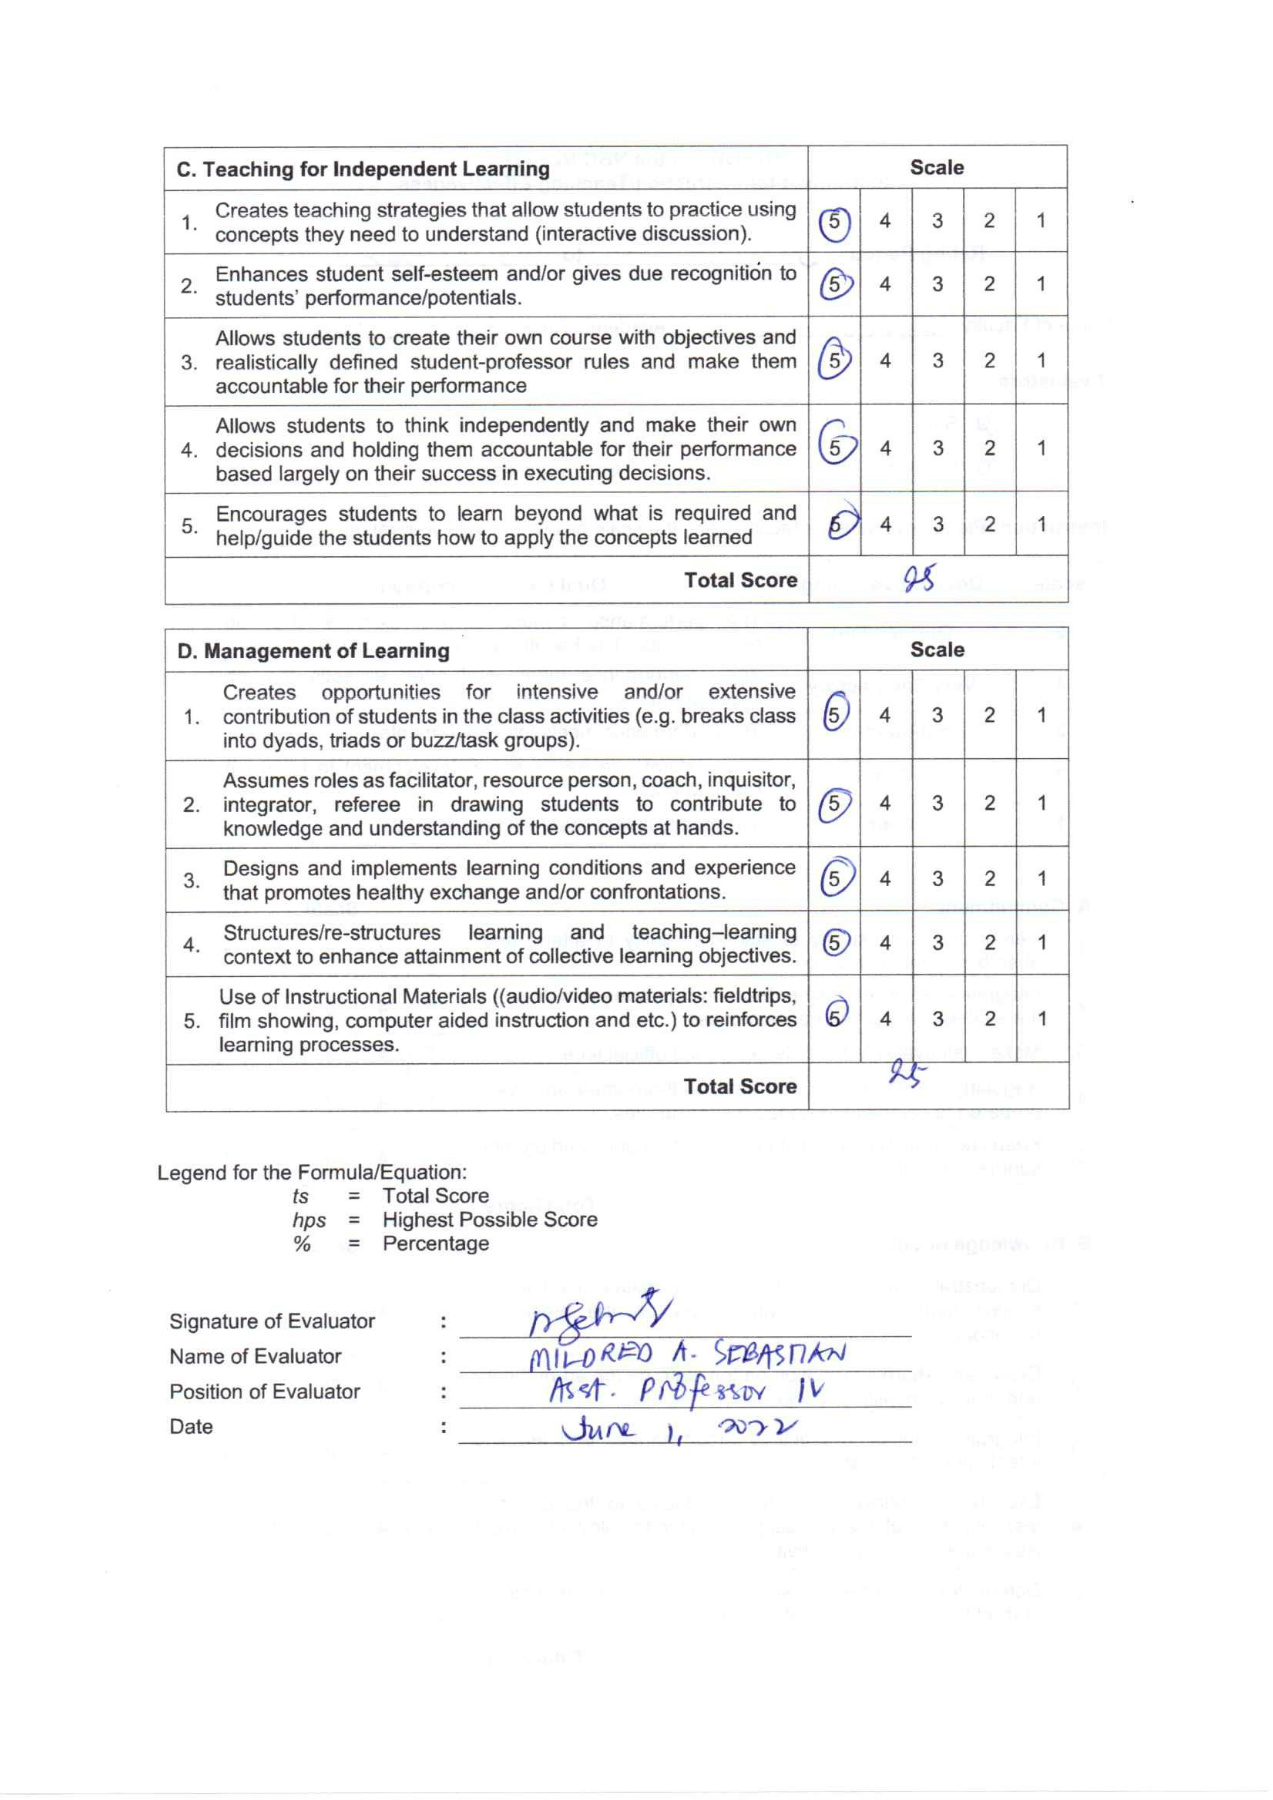 C. Teaching for Independent Learning Scale
1. Creates teaching strategies that allow students to practice using
concepts they need to understand (interactive discussion). 5 4 3 2 1
2. Enhances student self-esteem and/or gives due recognition to
students' performance/potentials. 5 4 3 2 1
Allows students to create their own course with objectives and
3. realistically defined student-professor rules and make them 5 4 3 2 1
accountable for their performance
Allows students to think independently and make their own
4. decisions and holding them accountable for their performance 5 4 3 2 1
based largely on their success in executing decisions.
5. Encourages students to learn beyond what is required and
help/guide the students how to apply the concepts learned 5 4 3 2 1
Total Score 25
D. Management of Learning Scale
Creates opportunities for intensive and/or extensive
1. contribution of students in the class activities (e.g. breaks class 5 4 3 2 1
into dyads, triads or buzz/task groups).
Assumes roles as facilitator, resource person, coach, inquisitor,
2. integrator, referee in drawing students to contribute to 5 4 3 2 1
knowledge and understanding of the concepts at hands.
3. Designs and implements learning conditions and experience
that promotes healthy exchange and/or confrontations. 5 4 3 2 1
4. Structures/re-structures learning and teaching–learning
context to enhance attainment of collective learning objectives. 5 4 3 2 1
Use of Instructional Materials ((audio/video materials: fieldtrips,
5. film showing, computer aided instruction and etc.) to reinforces 5 4 3 2 1
learning processes.
Total Score 25
Legend for the Formula/Equation:
ts = Total Score
hps = Highest Possible Score
% = Percentage
Signature of Evaluator :
Name of Evaluator : MILDRED A. SEBASTIAN
Position of Evaluator : Asst. Professor IV
Date : June 1, 2022